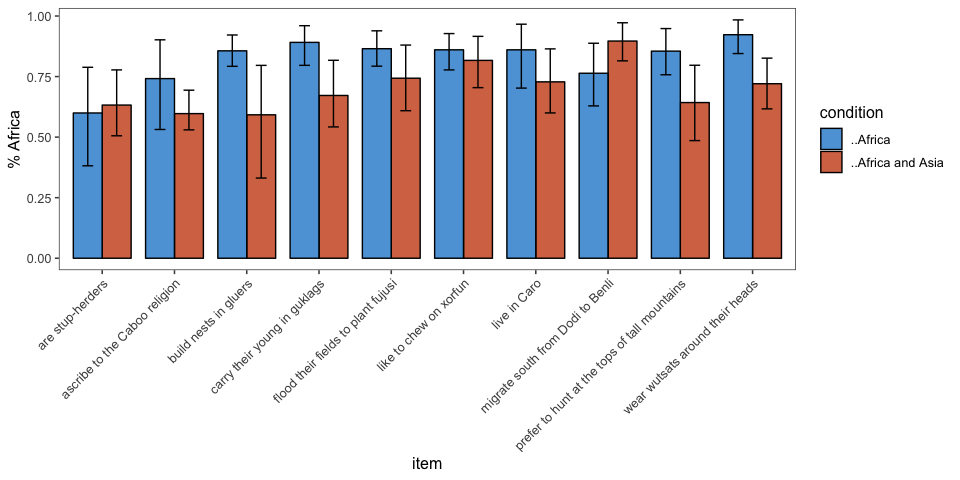 1.00
0.75
0.50
0.25
0.00
% Africa
are stup-herders
ascribe to the Caboo religion
build nests in gluers
carry their young in guklags
flood their fields to plant fujusi
like to chew on xorfun
live in Caro
migrate south from Dodi to Benli
prefer to hunt at the tops of tall mountains
wear wutsats around their heads
item
condition
..Africa
..Africa and Asia